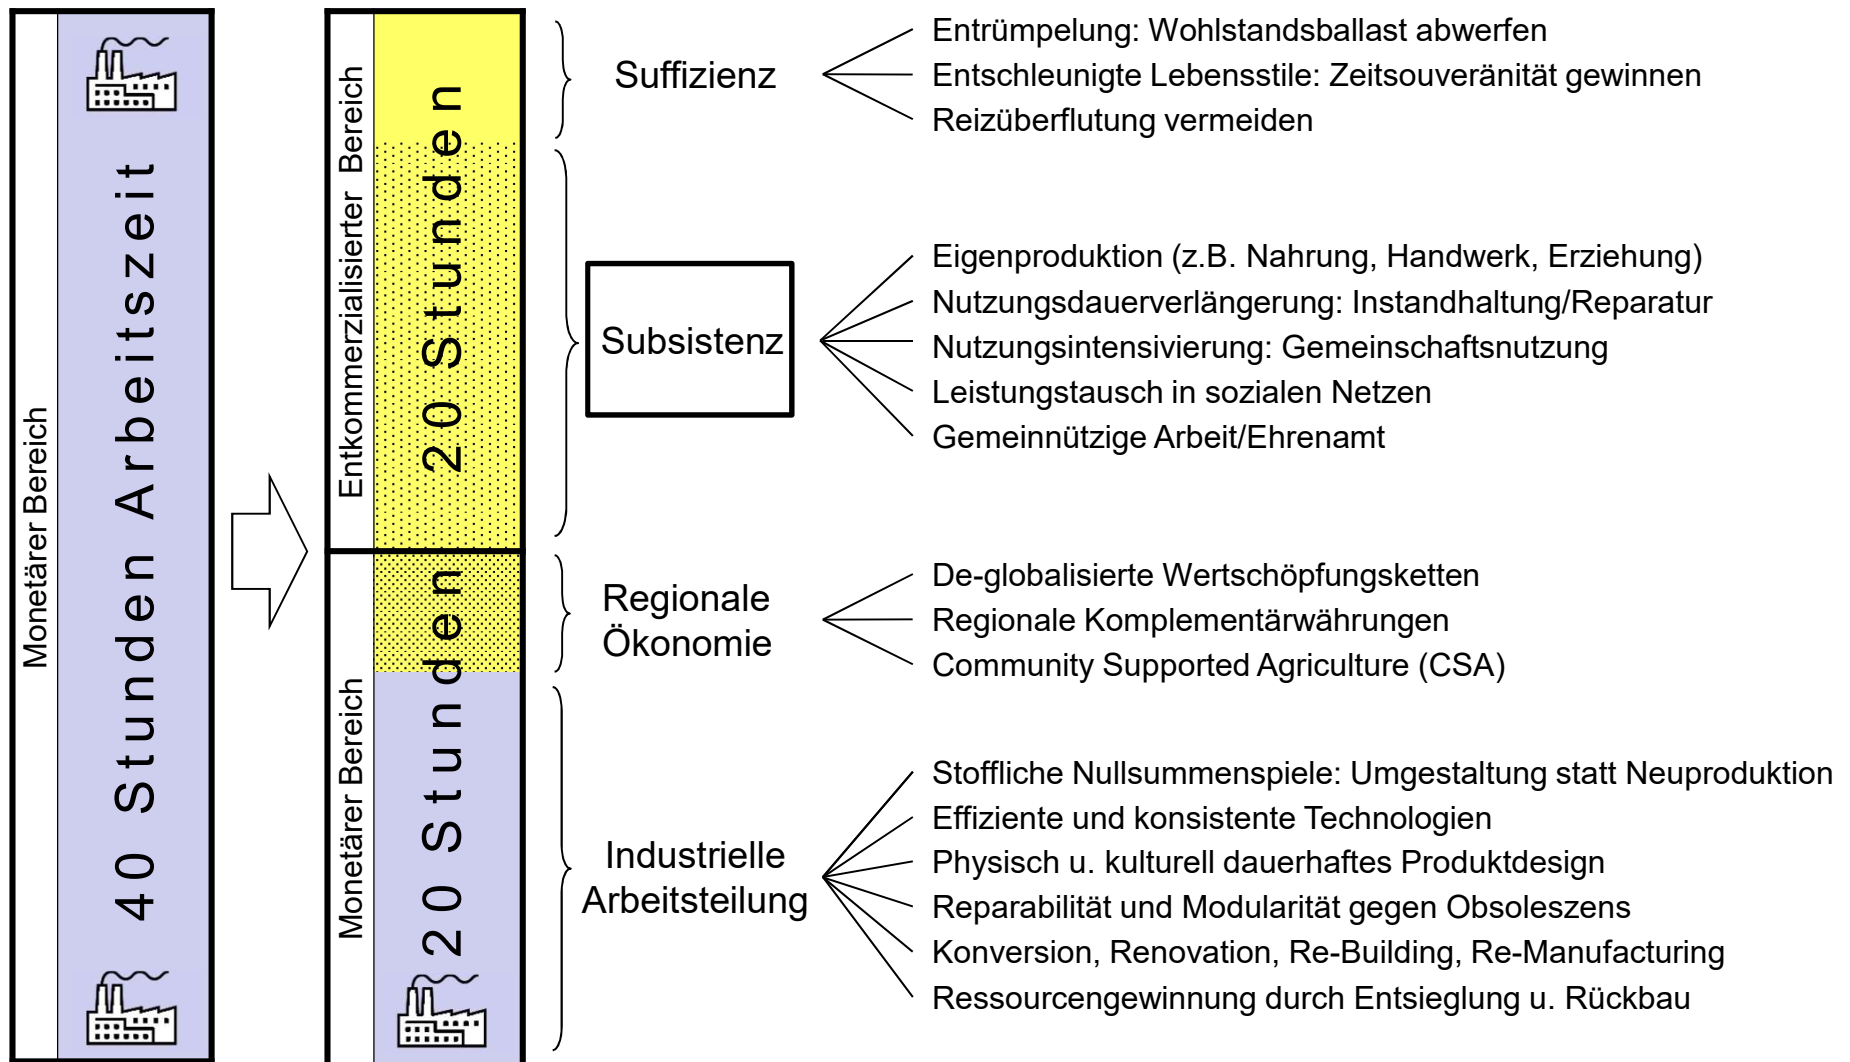 Monetärer Bereich
40 Stunden Arbeitszeit
Entkommerzialisierter Bereich
20 Stunden
Monetärer Bereich
20 Stunden
Suffizienz
Entrümpelung: Wohlstandsballast abwerfen
Entschleunigte Lebensstile: Zeitsouveränität gewinnen
Reizüberflutung vermeiden
Subsistenz
Eigenproduktion (z.B. Nahrung, Handwerk, Erziehung)
Nutzungsdauerverlängerung: Instandhaltung/Reparatur
Nutzungsintensivierung: Gemeinschaftsnutzung
Leistungstausch in sozialen Netzen
Gemeinnützige Arbeit/Ehrenamt
Regionale
Ökonomie
De-globalisierte Wertschöpfungsketten
Regionale Komplementärwährungen
Community Supported Agriculture (CSA)
Industrielle
Arbeitsteilung
Stoffliche Nullsummenspiele: Umgestaltung statt Neuproduktion
Effiziente und konsistente Technologien
Physisch u. kulturell dauerhaftes Produktdesign
Reparabilität und Modularität gegen Obsoleszens
Konversion, Renovation, Re-Building, Re-Manufacturing
Ressourcengewinnung durch Entsieglung u. Rückbau